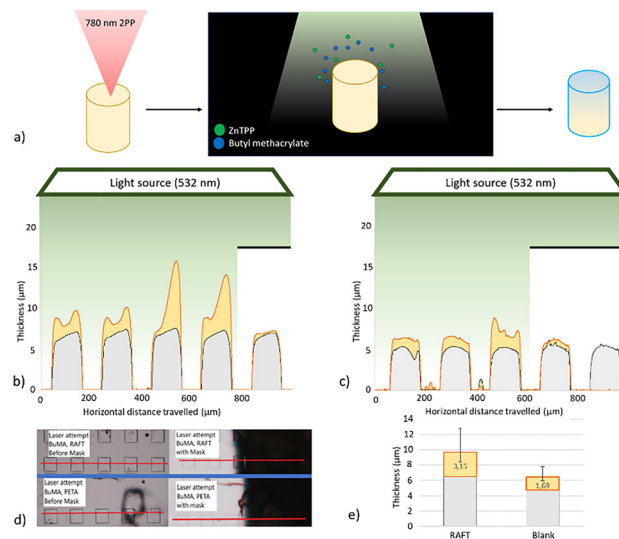 780 nm 2PP
ZnTPP
Butyl methacrylate
a)
Light source (532 nm)
Thickness (µm)
20
15
10
5
0
0
200
400
600
800
Horizontal distance travelled (µm)
b)
Light source (532 nm)
Thickness (µm)
20
15
10
5
0
0
200
400
600
800
Horizontal distance travelled (µm)
c)
Laser attempt
BuMA, RAFT
Before Mask
Laser attempt
BuMA, RAFT
with Mask
Laser attempt
BuMA, PETA
Before Mask
Laser attempt
BuMA, PETA
with mask
d)
Thickness (µm)
14
12
10
8
6
4
2
0
3,15
1,69
RAFT
Blank
e)